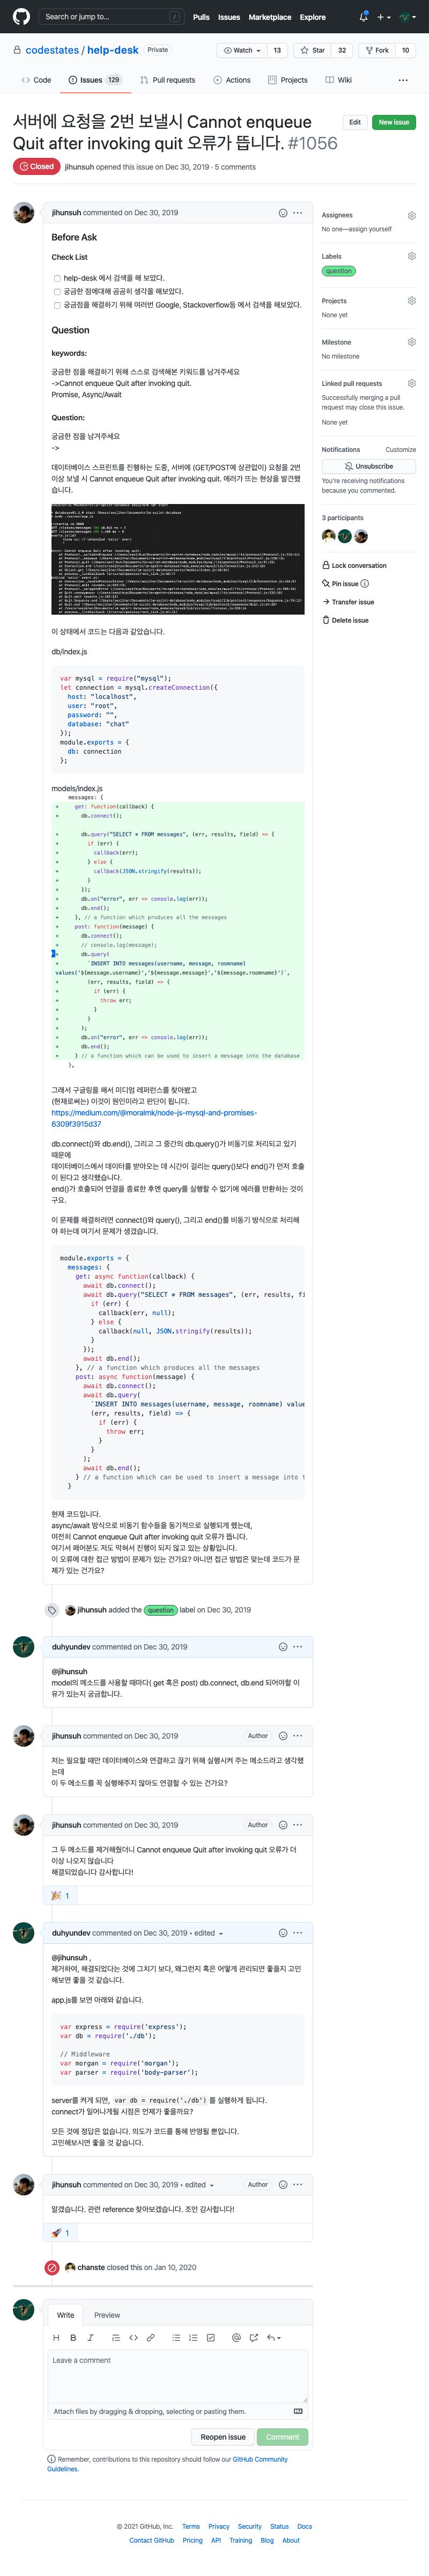 Search or jump to...
/
Pulls Issues Marketplace Explore
codestates / help-desk Private
Watch 13 Star 32 Fork 10
Code Issues 129 Pull requests Actions Projects Wiki
서버에 요청을 2번 보낼시 Cannot enqueue
Quit after invoking quit 오류가 뜹니다. #1056
Edit New issue
Closed jihunsuh opened this issue on Dec 30, 2019 · 5 comments
jihunsuh commented on Dec 30, 2019
Before Ask
Check List
help-desk 에서 검색을 해 보았다.
궁금한 점에대해 곰곰히 생각을 해보았다.
궁금점을 해결하기 위해 여러번 Google, Stackoverflow등 에서 검색을 해보았다.
Question
keywords:
궁금한 점을 해결하기 위해 스스로 검색해본 키워드를 남겨주세요
->Cannot enqueue Quit after invoking quit.
Promise, Async/Await
Question:
궁금한 점을 남겨주세요
->
데이터베이스 스프린트를 진행하는 도중, 서버에 (GET/POST에 상관없이) 요청을 2번
이상 보낼 시 Cannot enqueue Quit after invoking quit. 에러가 뜨는 현상을 발견했
습니다.
이 상태에서 코드는 다음과 같았습니다.
db/index.js
var mysql = require("mysql");
let connection = mysql.createConnection({
host: "localhost",
user: "root",
password: "",
database: "chat"
});
module.exports = {
db: connection
};
models/index.js
messages: {
+ get: function(callback) {
+ db.connect();
+
+ db.query("SELECT * FROM messages", (err, results, field) => {
+ if (err) {
+ callback(err);
+ } else {
+ callback(JSON.stringify(results));
+ }
+ });
+ db.on("error", err => console.log(err));
+ db.end();
+ }, // a function which produces all the messages
+ post: function(message) {
+ db.connect();
+ // console.log(message);
+ db.query(
+ `INSERT INTO messages(username, message, roomname)
values('${message.username}','${message.message}','${message.roomname}')`,
+ (err, results, field) => {
+ if (err) {
+ throw err;
+ }
+ }
+ );
+ db.on("error", err => console.log(err));
+ db.end();
+ } // a function which can be used to insert a message into the database
},
그래서 구글링을 해서 미디엄 레퍼런스를 찾아봤고
(현재로써는) 이것이 원인이라고 판단이 됩니다.
https://medium.com/@moralmk/node-js-mysql-and-promises-
6309f3915d37
db.connect()와 db.end(), 그리고 그 중간의 db.query()가 비동기로 처리되고 있기
때문에
데이터베이스에서 데이터를 받아오는 데 시간이 걸리는 query()보다 end()가 먼저 호출
이 된다고 생각했습니다.
end()가 호출되어 연결을 종료한 후엔 query를 실행할 수 없기에 에러를 반환하는 것이
구요.
이 문제를 해결하려면 connect()와 query(), 그리고 end()를 비동기 방식으로 처리해
야 하는데 여기서 문제가 생겼습니다.
module.exports = {
messages: {
get: async function(callback) {
await db.connect();
await db.query("SELECT * FROM messages", (err, results, fi
if (err) {
callback(err, null);
} else {
callback(null, JSON.stringify(results));
}
});
await db.end();
}, // a function which produces all the messages
post: async function(message) {
await db.connect();
await db.query(
`INSERT INTO messages(username, message, roomname) value
(err, results, field) => {
if (err) {
throw err;
}
}
);
await db.end();
} // a function which can be used to insert a message into t
}
현재 코드입니다.
async/await 방식으로 비동기 함수들을 동기적으로 실행되게 했는데,
여전히 Cannot enqueue Quit after invoking quit 오류가 뜹니다.
여기서 페어분도 저도 막혀서 진행이 되지 않고 있는 상황입니다.
이 오류에 대한 접근 방법이 문제가 있는 건가요? 아니면 접근 방법은 맞는데 코드가 문
제가 있는 건가요?
jihunsuh added the question label on Dec 30, 2019
duhyundev commented on Dec 30, 2019
@jihunsuh
model의 메소드를 사용할 때마다( get 혹은 post) db.connect, db.end 되어야할 이
유가 있는지 궁금합니다.
jihunsuh commented on Dec 30, 2019 Author
저는 필요할 때만 데이터베이스와 연결하고 끊기 위해 실행시켜 주는 메소드라고 생각했
는데
이 두 메소드를 꼭 실행해주지 않아도 연결할 수 있는 건가요?
jihunsuh commented on Dec 30, 2019 Author
그 두 메소드를 제거해줬더니 Cannot enqueue Quit after invoking quit 오류가 더
이상 나오지 않습니다
해결되었습니다 감사합니다!
1
duhyundev commented on Dec 30, 2019 • edited
@jihunsuh ,
제거하여, 해결되었다는 것에 그치기 보다, 왜그런지 혹은 어떻게 관리되면 좋을지 고민
해보면 좋을 것 같습니다.
app.js를 보면 아래와 같습니다.
var express = require('express');
var db = require('./db');
// Middleware
var morgan = require('morgan');
var parser = require('body-parser');
server를 켜게 되면, var db = require('./db') 를 실행하게 됩니다.
connect가 일어나게될 시점은 언제가 좋을까요?
모든 것에 정답은 없습니다. 의도가 코드를 통해 반영될 뿐입니다.
고민해보시면 좋을 것 같습니다.
jihunsuh commented on Dec 30, 2019 • edited Author
알겠습니다. 관련 reference 찾아보겠습니다. 조언 감사합니다!
1
chanste closed this on Jan 10, 2020
Write Preview
Leave a comment
Attach files by dragging & dropping, selecting or pasting them.
Reopen issue Comment
Remember, contributions to this repository should follow our GitHub Community
Guidelines.
Assignees
No one—assign yourself
Labels
question
Projects
None yet
Milestone
No milestone
Linked pull requests
Successfully merging a pull
request may close this issue.
None yet
Notifications Customize
Unsubscribe
You're receiving notifications
because you commented.
3 participants
Lock conversation
Pin issue
Transfer issue
Delete issue
© 2021 GitHub, Inc. Terms Privacy Security Status Docs
Contact GitHub Pricing API Training Blog About